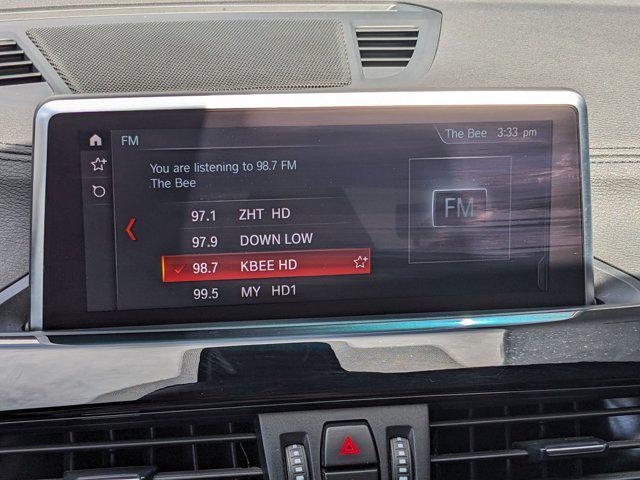 FM
The Bee 3:33 pm
You are listening to 98.7 FM
The Bee
97.1 ZHT HD
97.9 DOWN LOW
98.7 KBEE HD
99.5 MY HD1
FM